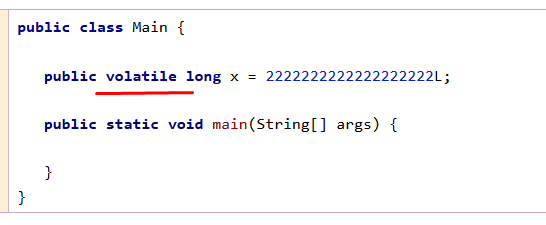 public class Main {
public volatile long x = 2222222222222222222L;
public static void main(String[] args) {
}
}